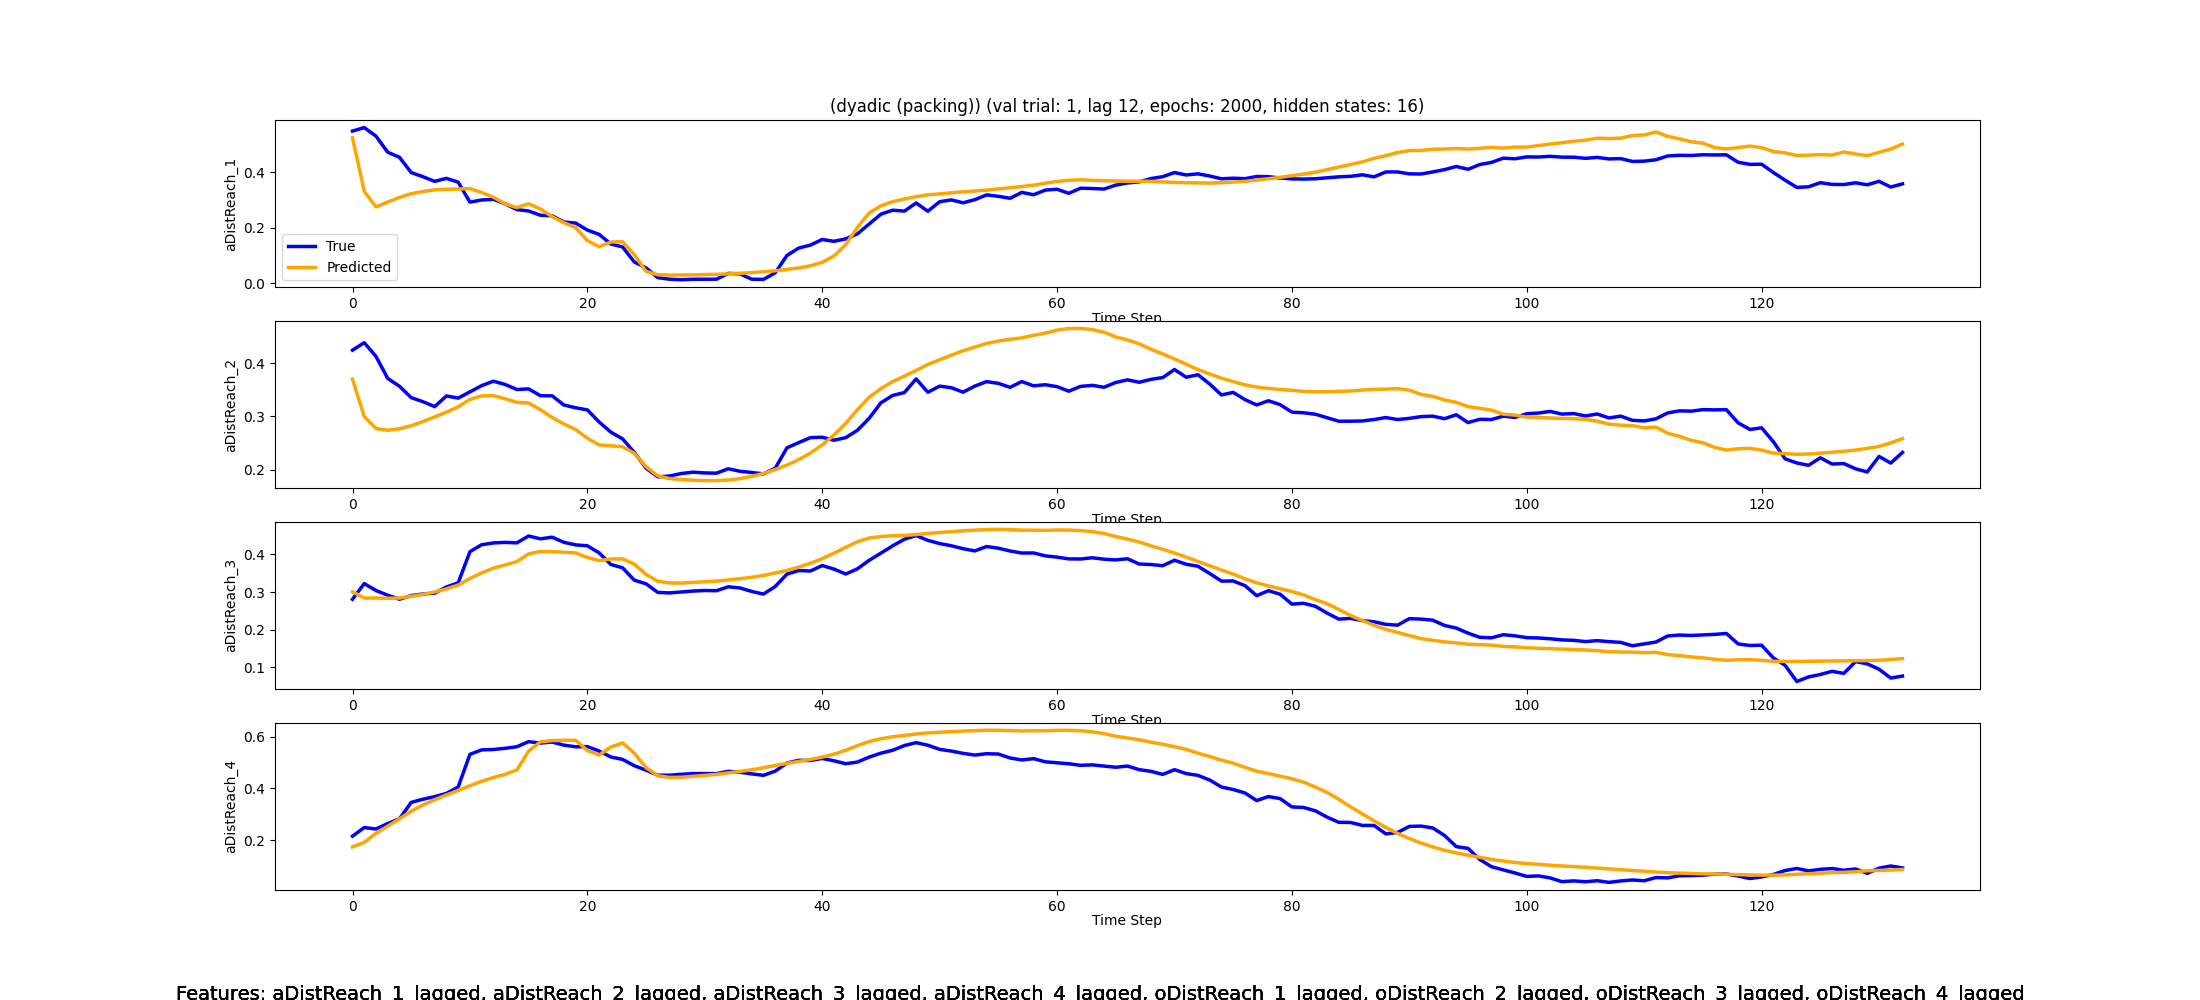 (dyadic (packing)) (val trial: 1, lag 12, epochs: 2000, hidden states: 16)
aDistReach_1
0.4
0.2
0.0
True
Predicted
0 20 40 60 80 100 120
Time Step
aDistReach_2
0.4
0.3
0.2
0 20 40 60 80 100 120
Time Step
aDistReach_3
0.4
0.3
0.2
0.1
0 20 40 60 80 100 120
Time Step
aDistReach_4
0.6
0.4
0.2
0 20 40 60 80 100 120
Time Step
Features: aDistReach_1_lagged, aDistReach_2_lagged, aDistReach_3_lagged, aDistReach_4_lagged, oDistReach_1_lagged, oDistReach_2_lagged, oDistReach_3_lagged, oDistReach_4_lagged